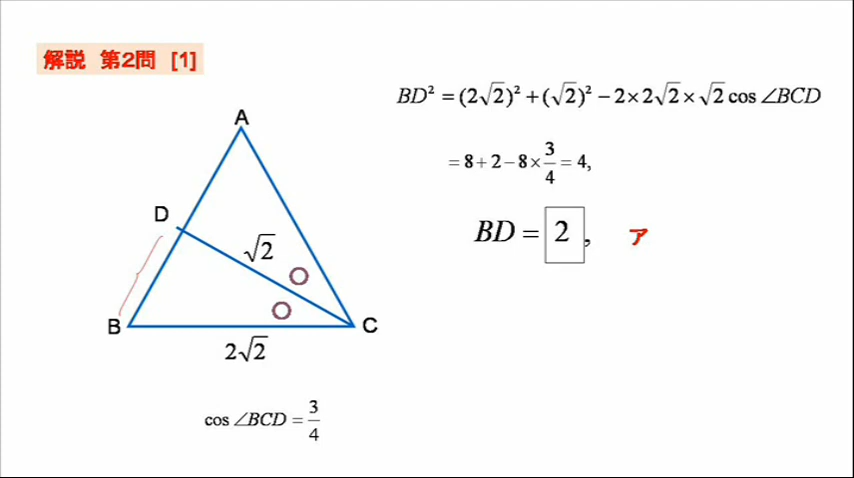 解説 第2問 [1]
BD² = (2√2)² + (√2)² − 2×2√2×√2 cos ∠BCD
= 8 + 2 − 8 × 3/4 = 4,
BD = 2, ア
A
D
√2
B
C
2√2
cos ∠BCD = 3/4